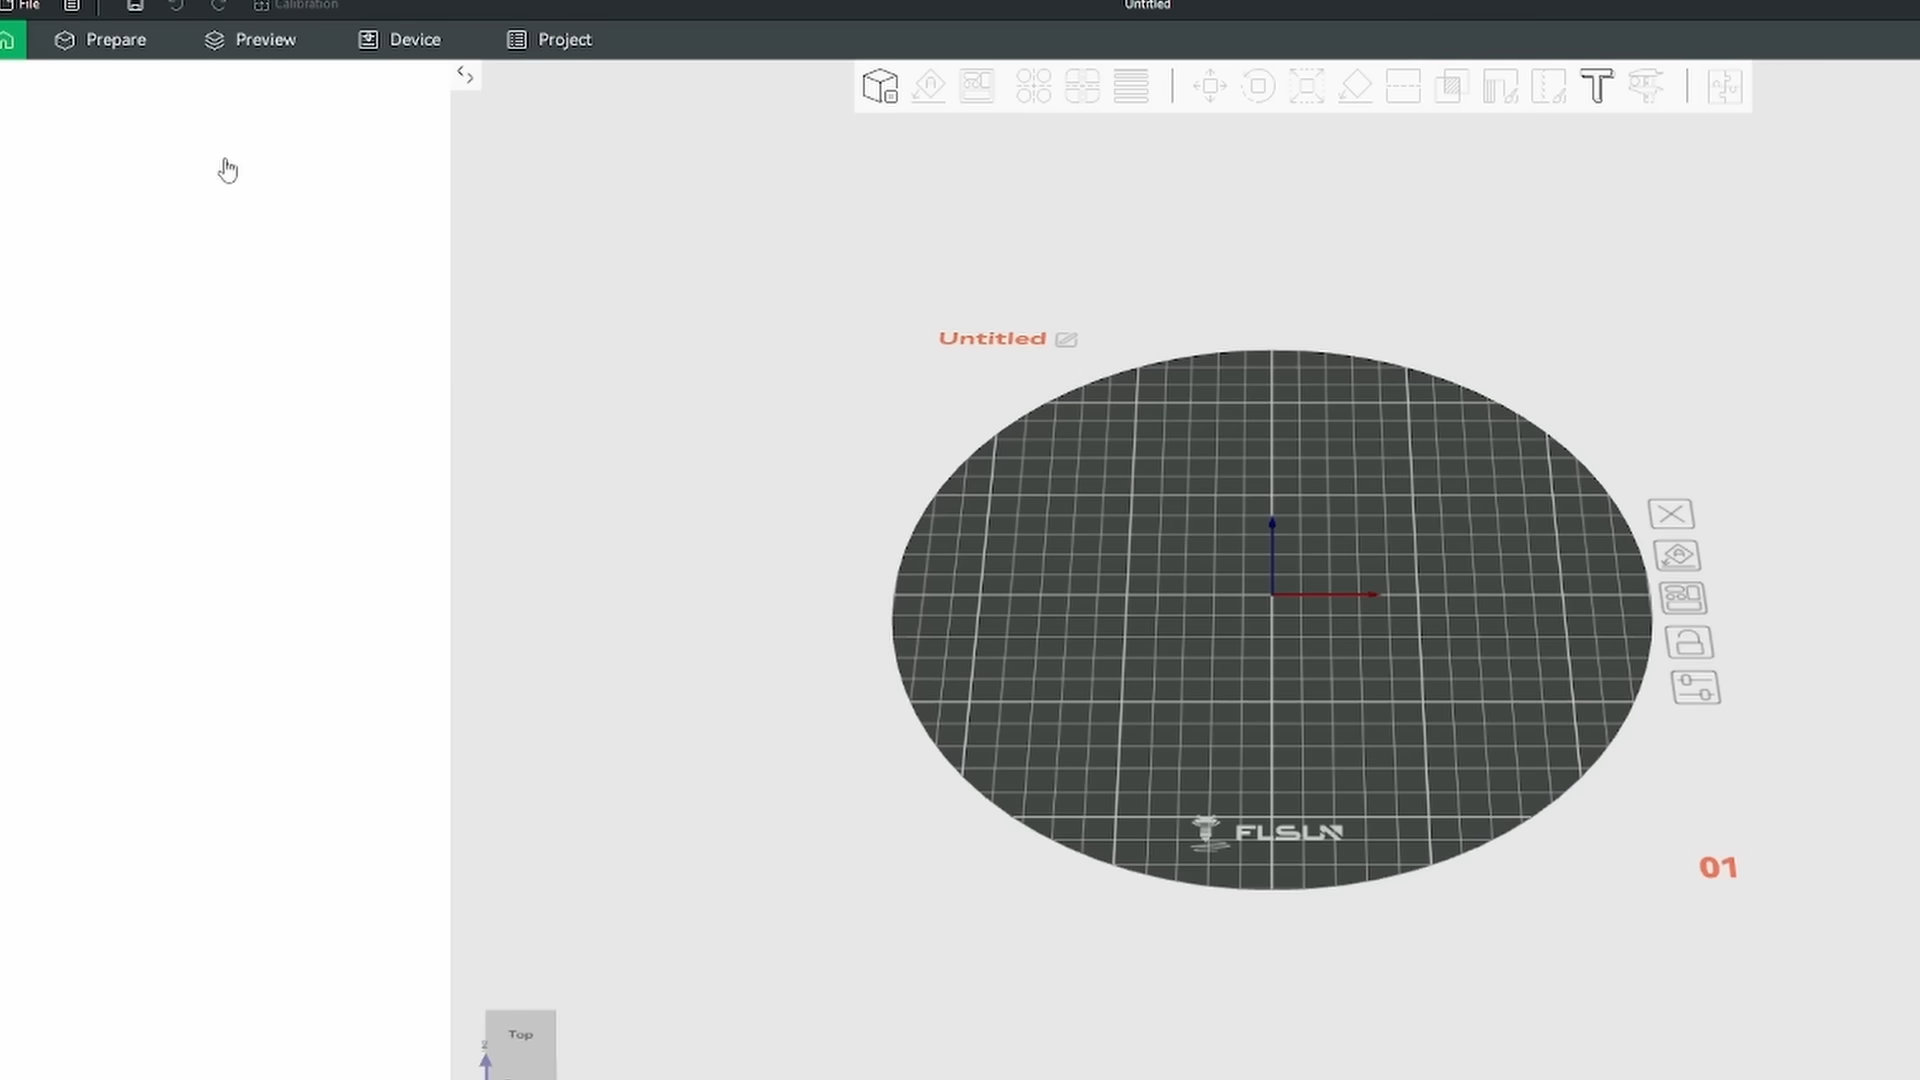 File
Calibration
Untitled
Prepare
Preview
Device
Project
Untitled
FLSUN
01
Top
Z